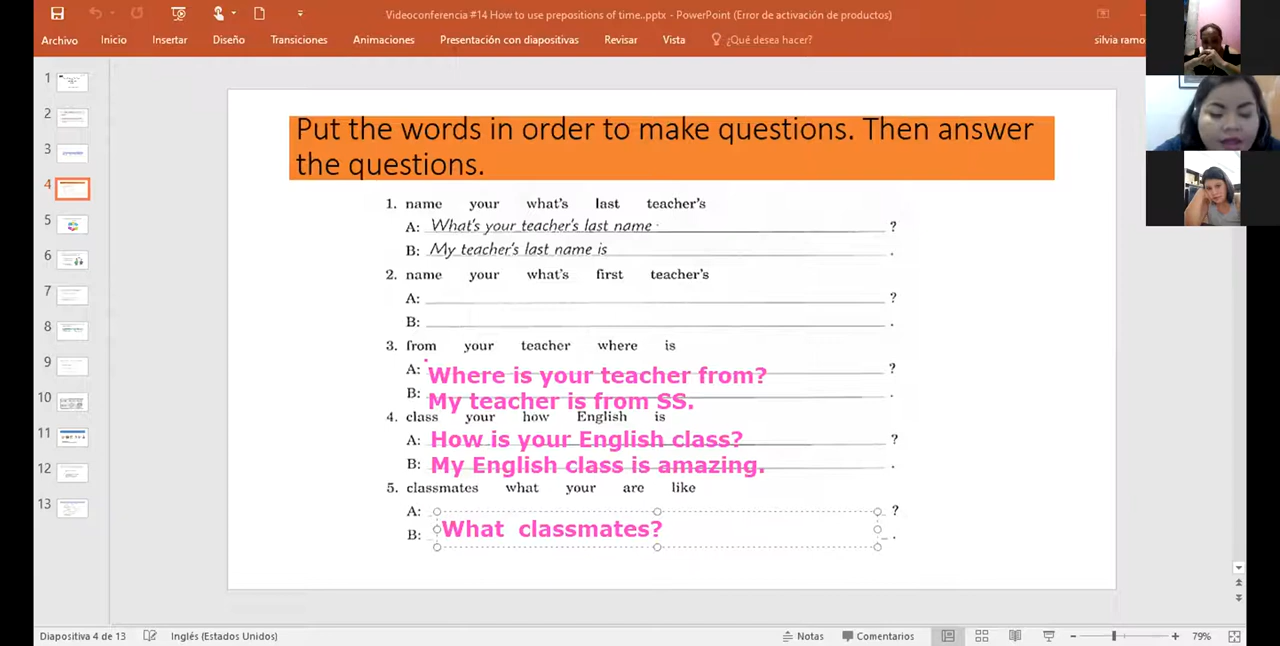 Videoconferencia #14 How to use prepositions of time..pptx - PowerPoint (Error de activación de productos)
Archivo Inicio Insertar Diseño Transiciones Animaciones Presentación con diapositivas Revisar Vista ¿Qué desea hacer? silvia ramo
1
2
3
4
5
6
7
8
9
10
11
12
13
Put the words in order to make questions. Then answer
the questions.
1. name your what's last teacher's
A: What's your teacher's last name ?
B: My teacher's last name is .
2. name your what's first teacher's
A: ?
B: .
3. from your teacher where is
A: Where is your teacher from? ?
B: My teacher is from SS. .
4. class your how English is
A: How is your English class? ?
B: My English class is amazing. .
5. classmates what your are like
A: ?
B: What classmates? .
Diapositiva 4 de 13 Inglés (Estados Unidos) Notas Comentarios 79%